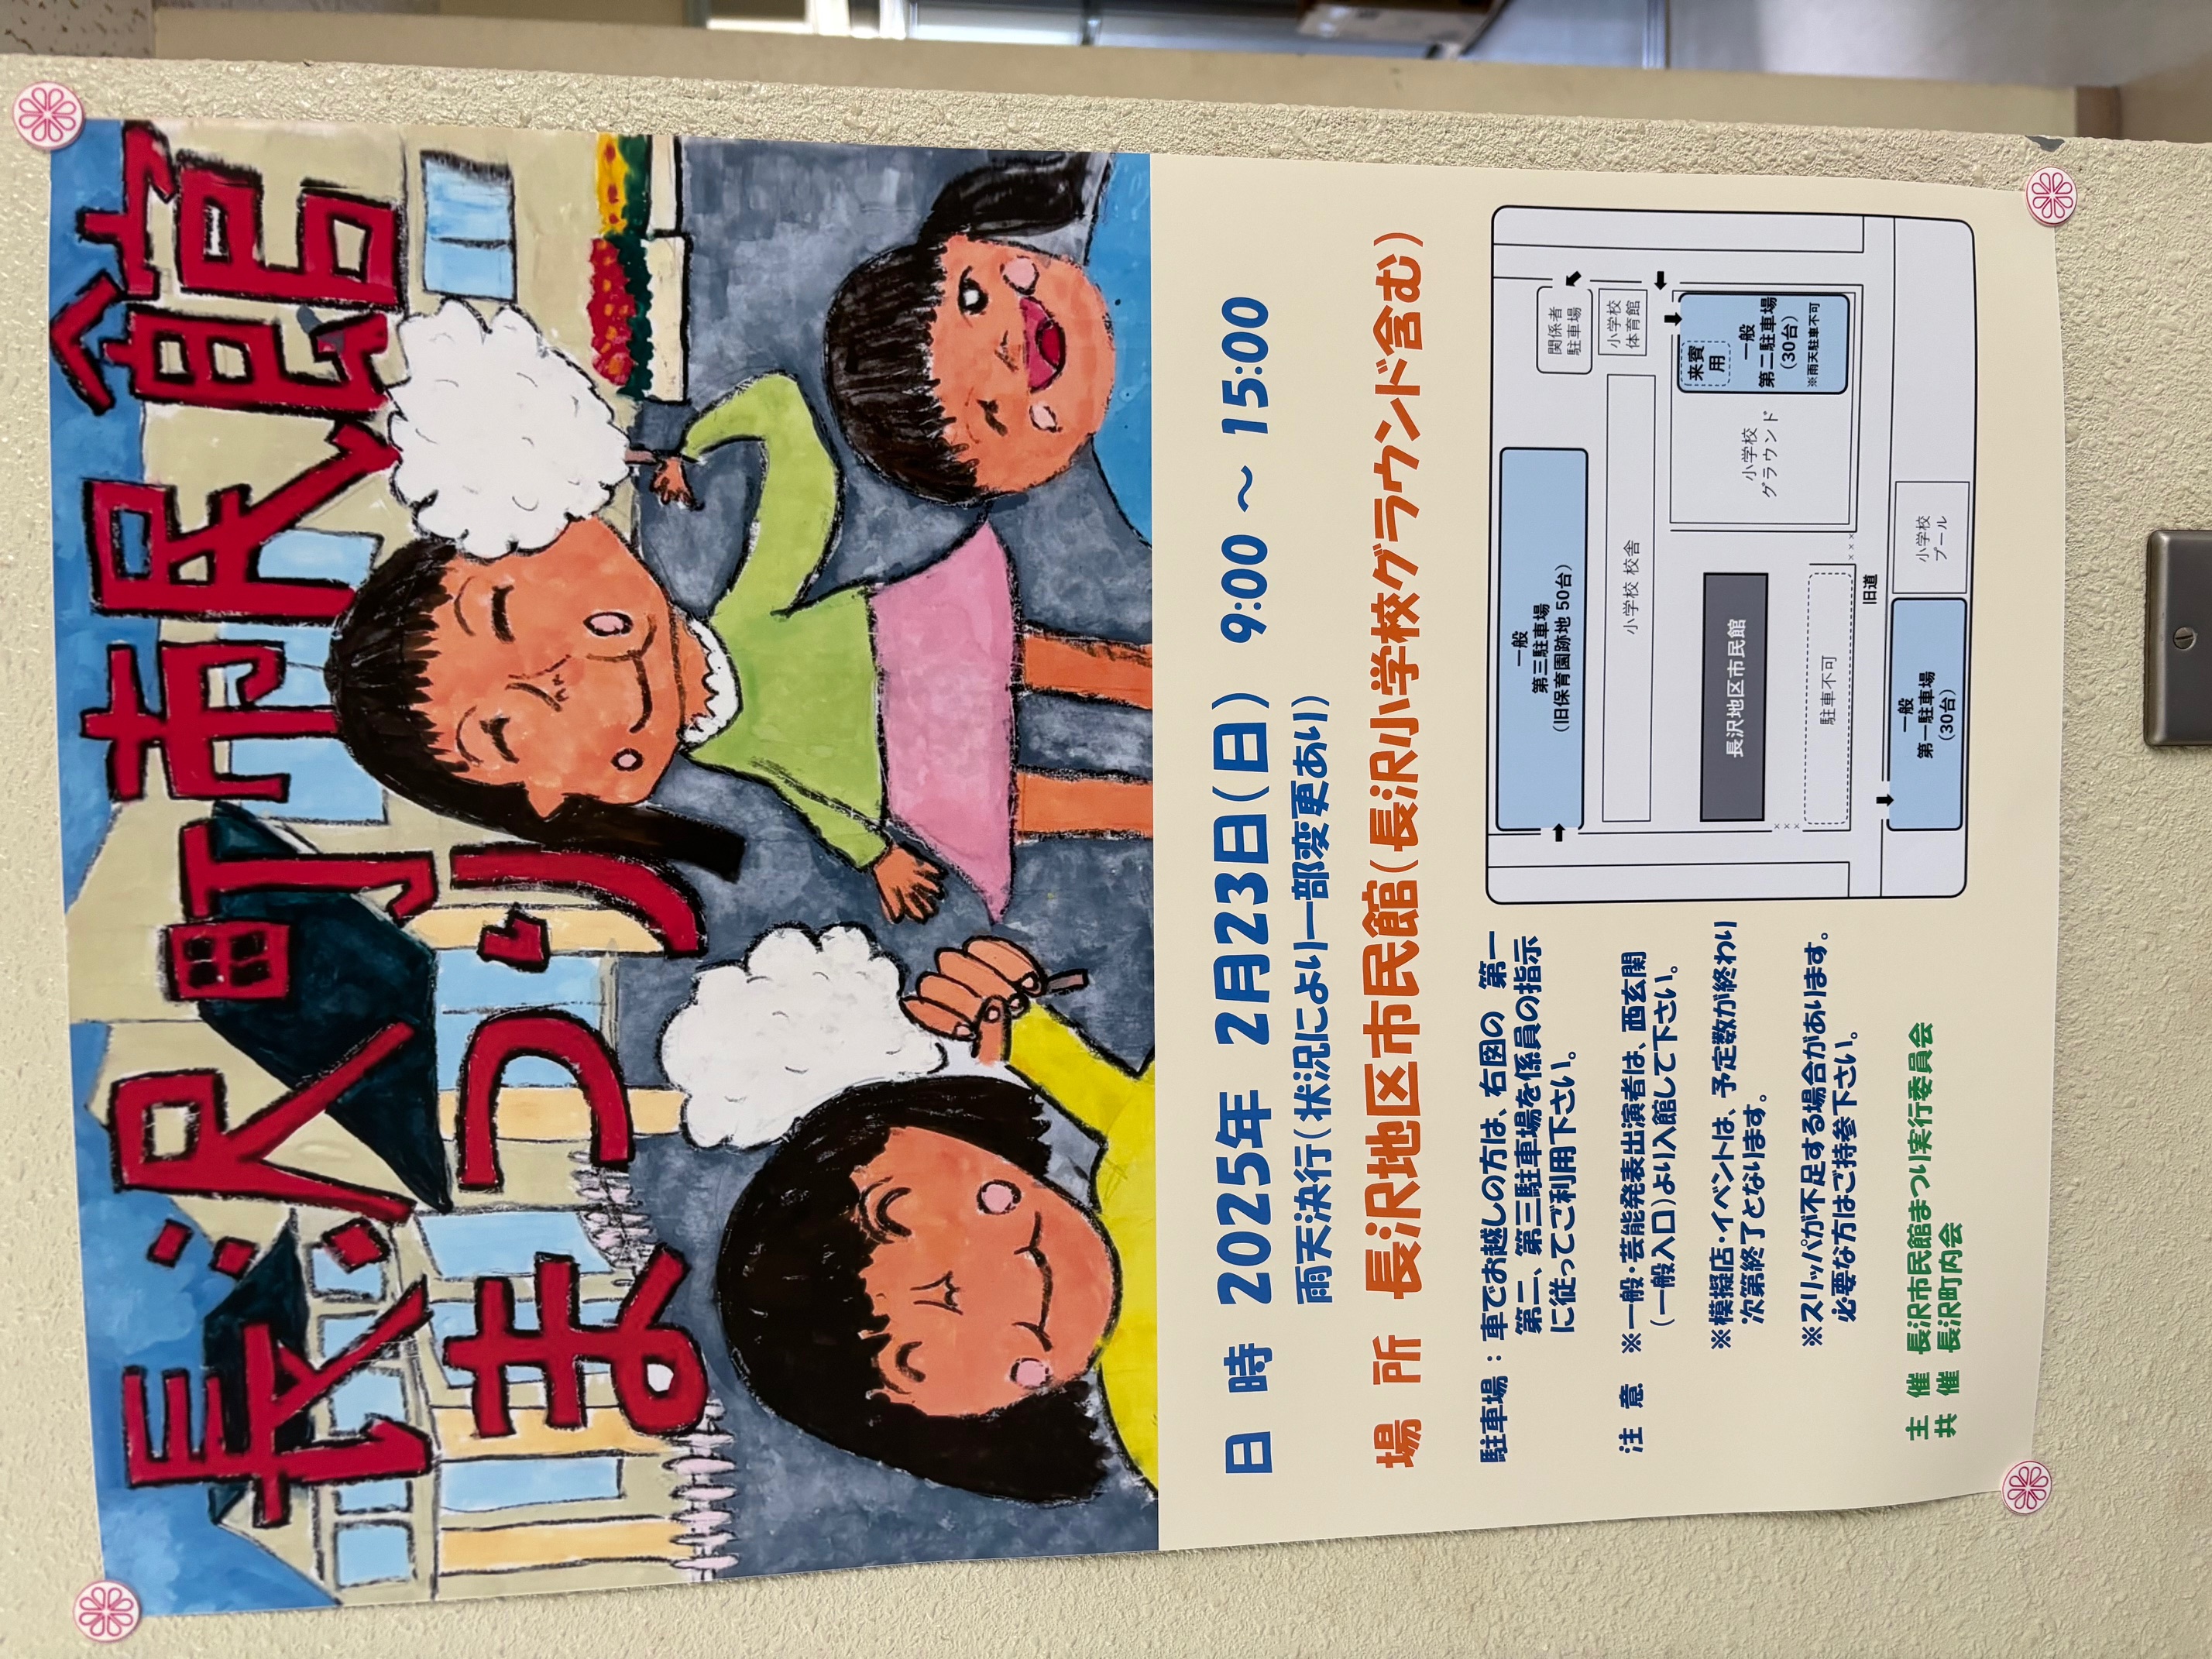 長沢町市民館
まつり
日 時 2025年 2月23日(日) 9:00 ～ 15:00
雨天決行(状況により一部変更あり)
場 所 長沢地区市民館(長沢小学校グラウンド含む)
駐車場：車でお越しの方は、右図の 第一
第二、第三駐車場を係員の指示
に従ってご利用下さい。
注 意 ※一般・芸能発表出演者は、西玄関
(一般入口)より入館して下さい。
※模擬店・イベントは、予定数が終わり
次第終了となります。
※スリッパが不足する場合があります。
必要な方はご持参下さい。
主 催 長沢市民館まつり実行委員会
共 催 長沢町内会
一般
第三駐車場
(旧保育園跡地 50台)
関係者
駐車場
小学校 校舎
小学校
体育館
長沢地区市民館
小学校
グラウンド
来賓
用
一般
第二駐車場
(30台)
※雨天駐車不可
駐車不可
×××
×××
旧道
一般
第一駐車場
(30台)
小学校
プール